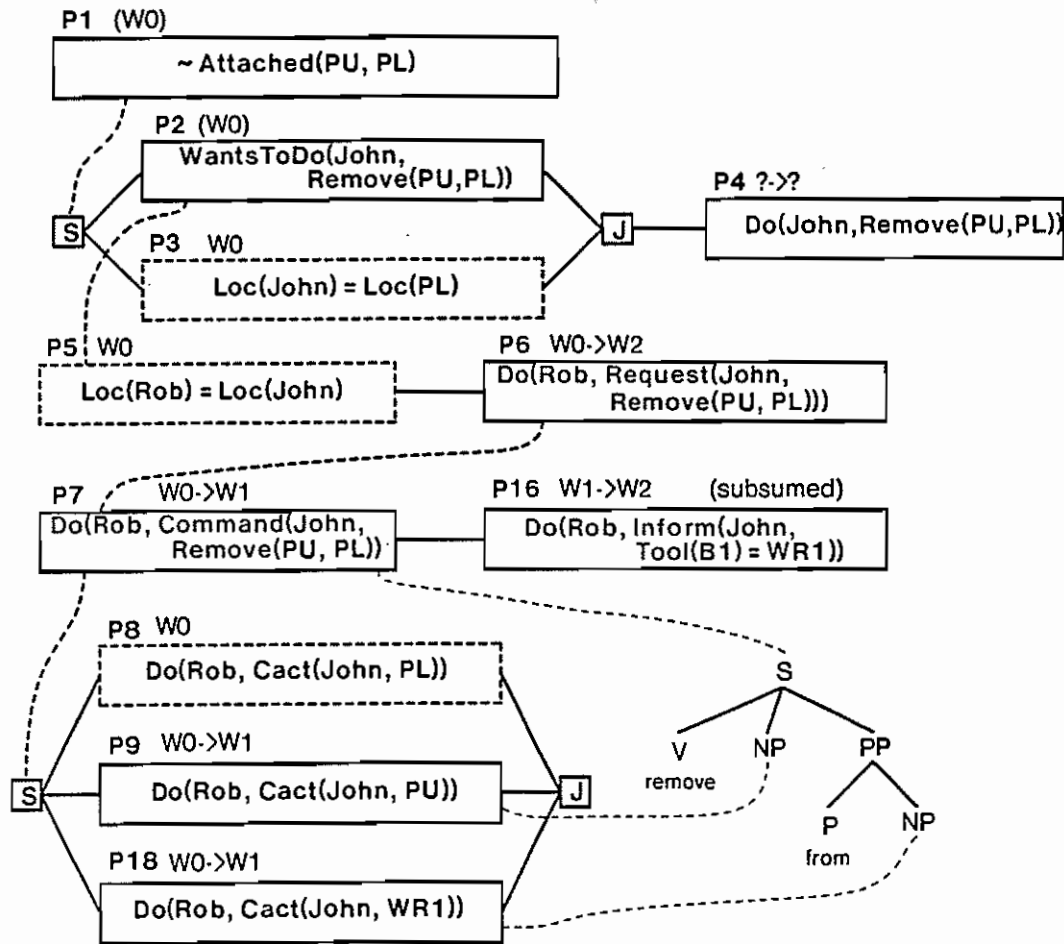 P1 (W0)
~ Attached(PU, PL)
P2 (W0)
WantsToDo(John,
Remove(PU,PL))
P4 ?->?
Do(John,Remove(PU,PL))
S
J
P3 W0
Loc(John) = Loc(PL)
P5 W0
Loc(Rob) = Loc(John)
P6 W0->W2
Do(Rob, Request(John,
Remove(PU, PL)))
P7 W0->W1
Do(Rob, Command(John,
Remove(PU, PL))
P16 W1->W2 (subsumed)
Do(Rob, Inform(John,
Tool(B1) = WR1))
P8 W0
Do(Rob, Cact(John, PL))
S
V
NP
PP
remove
P9 W0->W1
S
Do(Rob, Cact(John, PU))
J
P
NP
from
P18 W0->W1
Do(Rob, Cact(John, WR1))